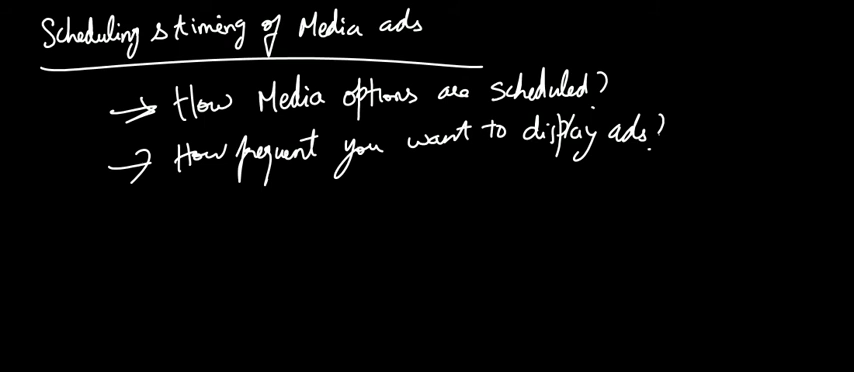 Scheduling & timing of Media ads
→ How Media options are scheduled?
→ How frequent you want to display ads?